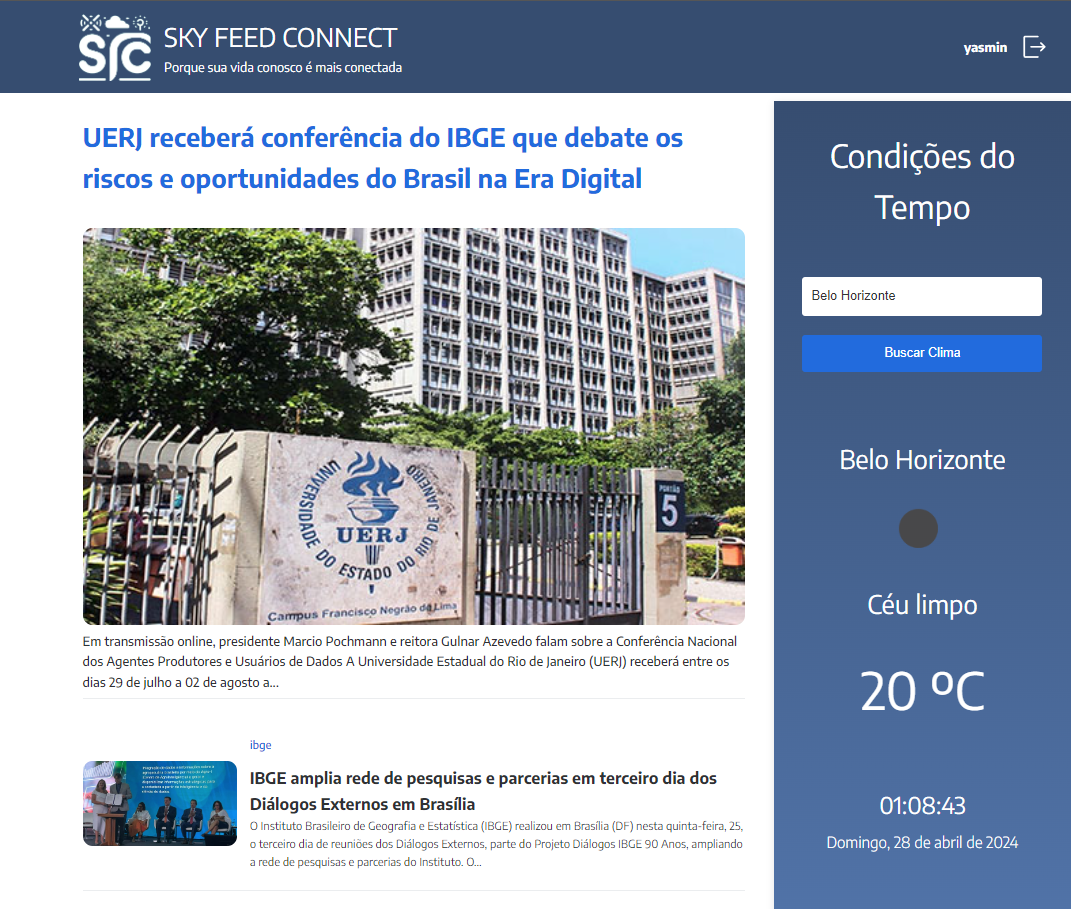 SFC
SKY FEED CONNECT
Porque sua vida conosco é mais conectada
yasmin
UERJ receberá conferência do IBGE que debate os
riscos e oportunidades do Brasil na Era Digital
UNIVERSIDADE DO ESTADO DO RIO DE JANEIRO
UERJ
Campus Francisco Negrão de Lima
PORTÃO
5
Em transmissão online, presidente Marcio Pochmann e reitora Gulnar Azevedo falam sobre a Conferência Nacional
dos Agentes Produtores e Usuários de Dados A Universidade Estadual do Rio de Janeiro (UERJ) receberá entre os
dias 29 de julho a 02 de agosto a...
ibge
IBGE amplia rede de pesquisas e parcerias em terceiro dia dos
Diálogos Externos em Brasília
O Instituto Brasileiro de Geografia e Estatística (IBGE) realizou em Brasília (DF) nesta quinta-feira, 25,
o terceiro dia de reuniões dos Diálogos Externos, parte do Projeto Diálogos IBGE 90 Anos, ampliando
a rede de pesquisas e parcerias do Instituto. O...
Condições do
Tempo
Belo Horizonte
Buscar Clima
Belo Horizonte
Céu limpo
20 ºC
01:08:43
Domingo, 28 de abril de 2024